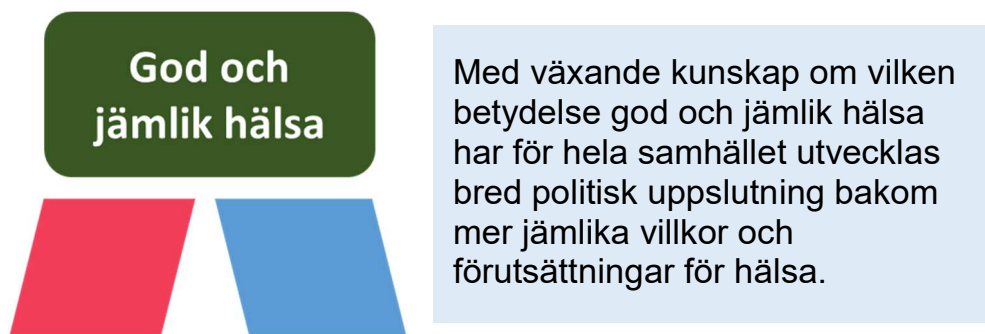 God och
jämlik hälsa
Med växande kunskap om vilken
betydelse god och jämlik hälsa
har för hela samhället utvecklas
bred politisk uppslutning bakom
mer jämlika villkor och
förutsättningar för hälsa.